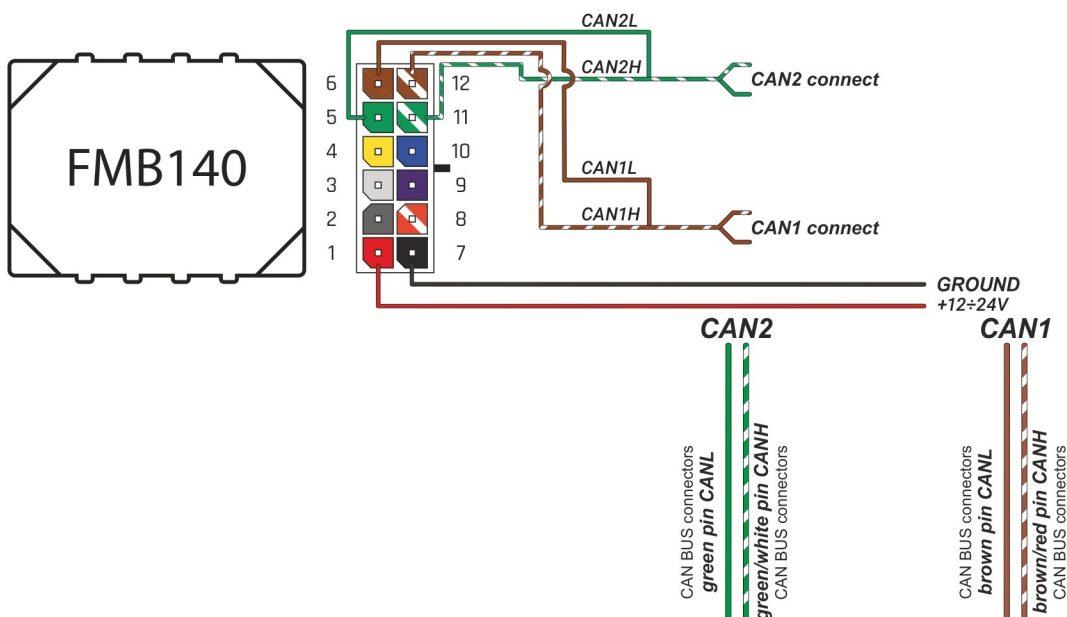 CAN2L
CAN2H
CAN2 connect
FMB140
6
12
5
11
4
10
3
9
2
8
1
7
CAN1L
CAN1H
CAN1 connect
GROUND
+12÷24V
CAN2
CAN1
CAN BUS connectors
green pin CANL
green/white pin CANH
CAN BUS connectors
CAN BUS connectors
brown pin CANL
brown/red pin CANH
CAN BUS connectors